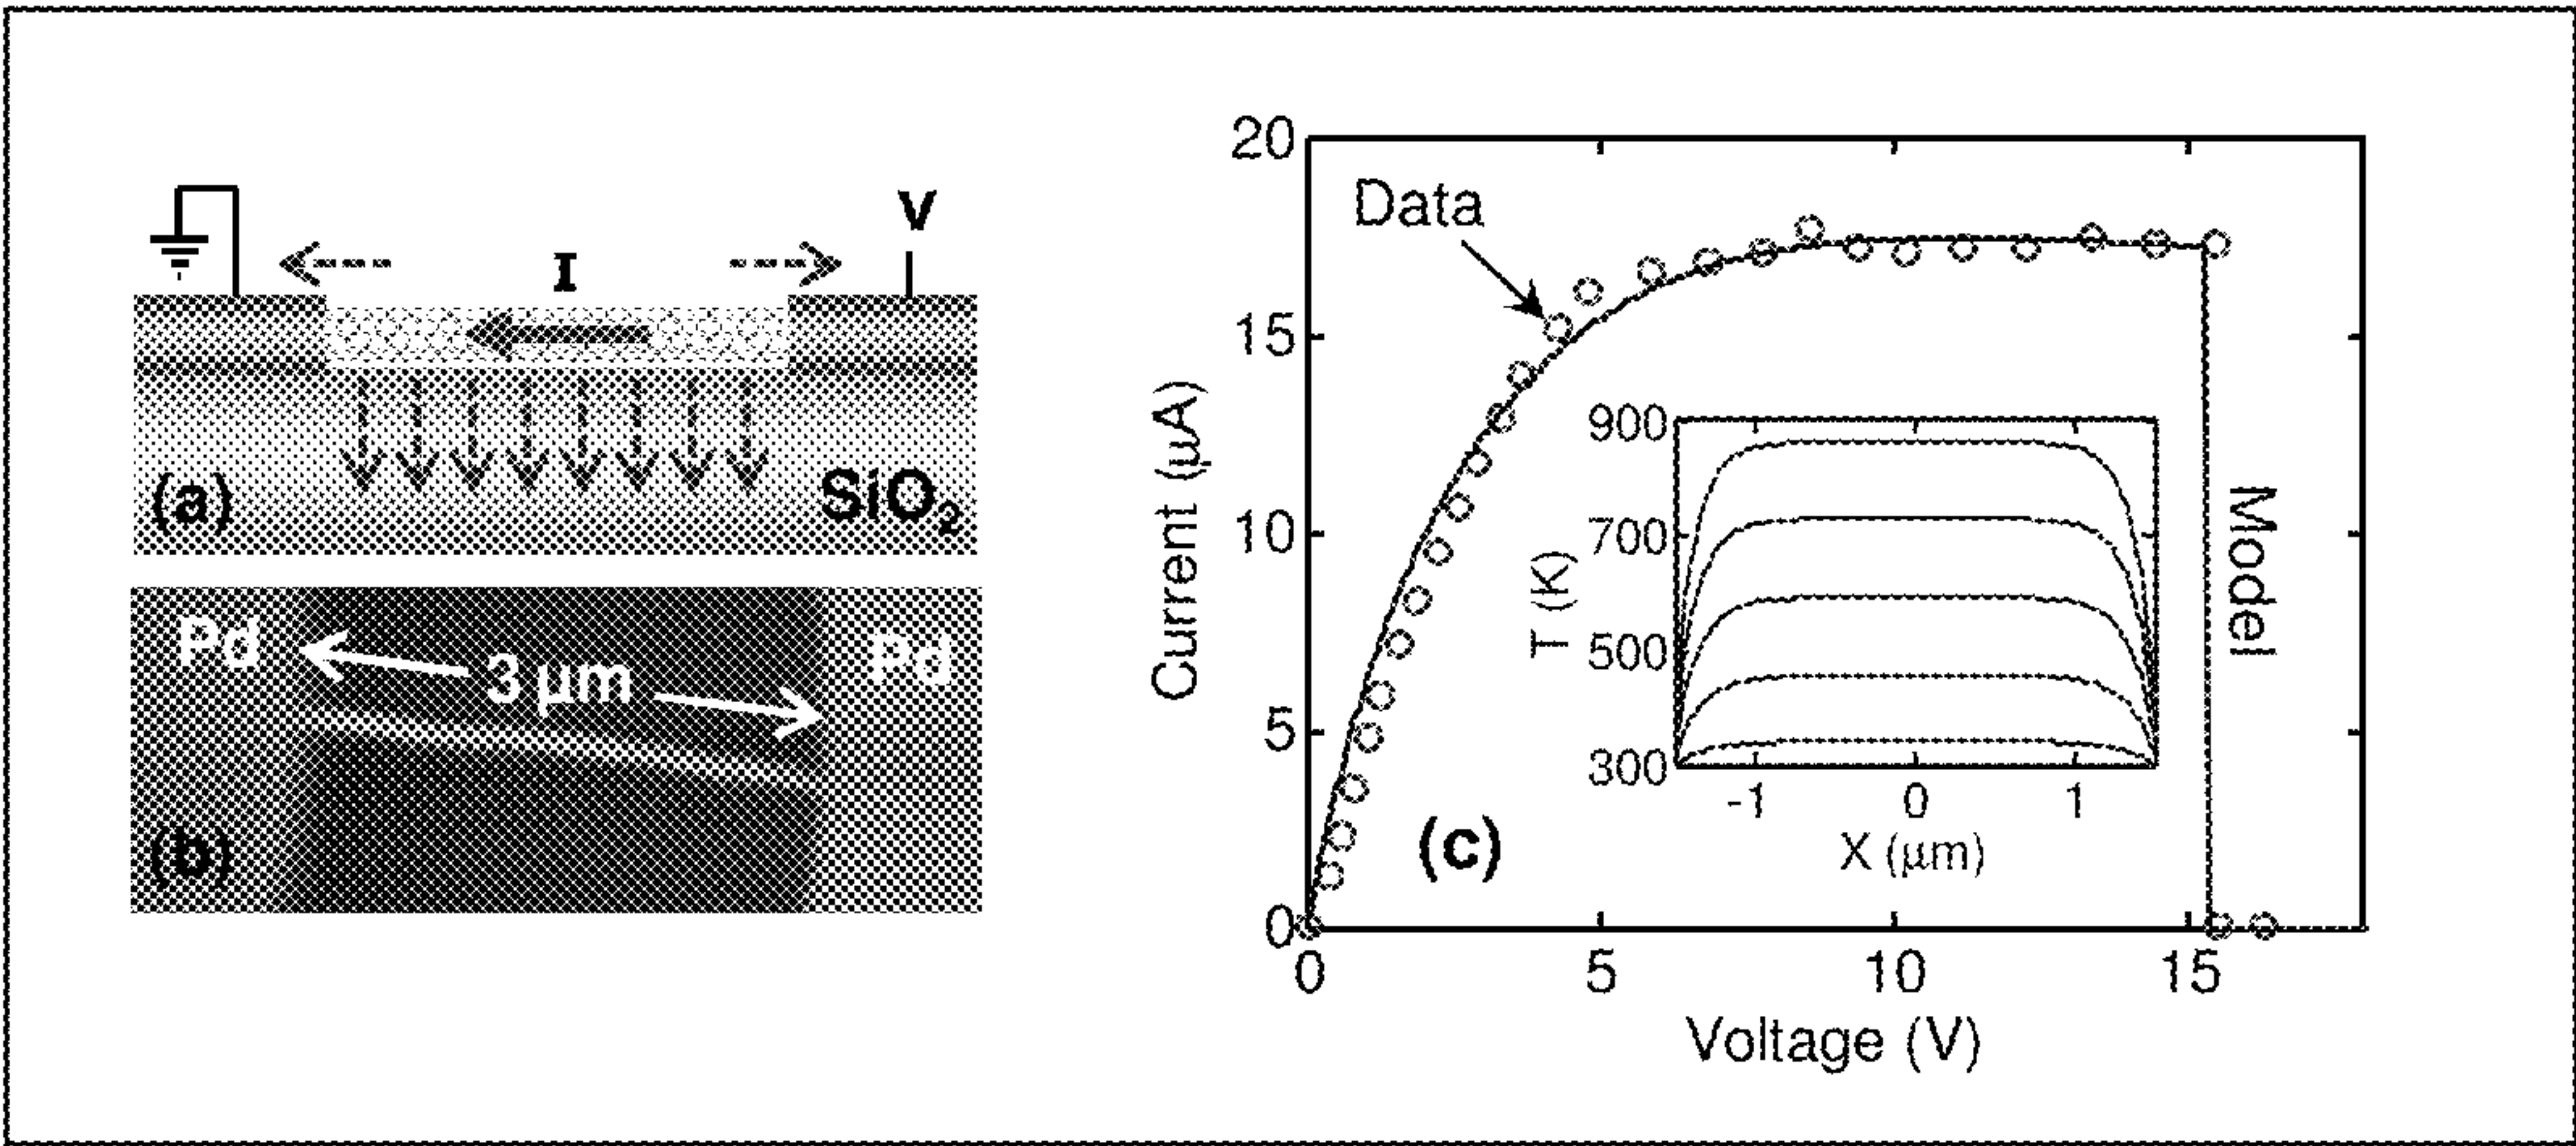 V
I
(a)
SiO₂
Pd
3 μm
Pd
(b)
20
15
10
5
0
Current (μA)
Data
Model
900
700
500
300
T (K)
-1
0
1
X (μm)
(c)
0
5
10
15
Voltage (V)